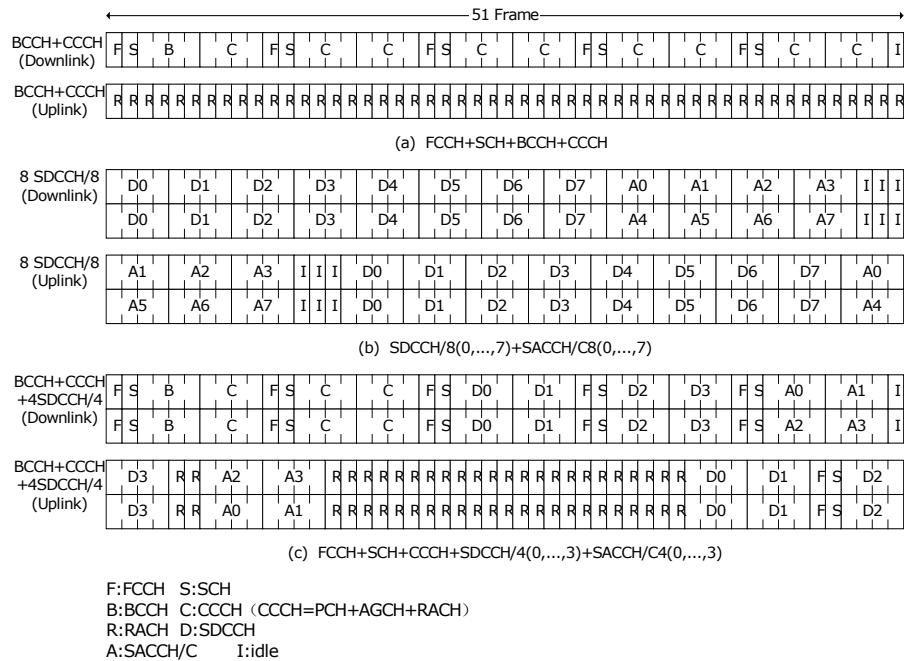 51 Frame
BCCH+CCCH
(Downlink)
F S B C F S C C F S C C F S C C F S C C I
BCCH+CCCH
(Uplink)
R R R R R R R R R R R R R R R R R R R R R R R R R R R R R R R R R R R R R R R R R R R R R R R R R R R
(a) FCCH+SCH+BCCH+CCCH
8 SDCCH/8
(Downlink)
D0 D1 D2 D3 D4 D5 D6 D7 A0 A1 A2 A3 I I I
D0 D1 D2 D3 D4 D5 D6 D7 A4 A5 A6 A7 I I I
8 SDCCH/8
(Uplink)
A1 A2 A3 I I I D0 D1 D2 D3 D4 D5 D6 D7 A0
A5 A6 A7 I I I D0 D1 D2 D3 D4 D5 D6 D7 A4
(b) SDCCH/8(0,...,7)+SACCH/C8(0,...,7)
BCCH+CCCH
+4SDCCH/4
(Downlink)
F S B C F S C C F S D0 D1 F S D2 D3 F S A0 A1 I
F S B C F S C C F S D0 D1 F S D2 D3 F S A2 A3 I
BCCH+CCCH
+4SDCCH/4
(Uplink)
D3 R R A2 A3 R R R R R R R R R R R R R R R R R R R R R R R D0 D1 F S D2
D3 R R A0 A1 R R R R R R R R R R R R R R R R R R R R R R R D0 D1 F S D2
(c) FCCH+SCH+CCCH+SDCCH/4(0,...,3)+SACCH/C4(0,...,3)
F:FCCH S:SCH
B:BCCH C:CCCH（CCCH=PCH+AGCH+RACH）
R:RACH D:SDCCH
A:SACCH/C I:idle